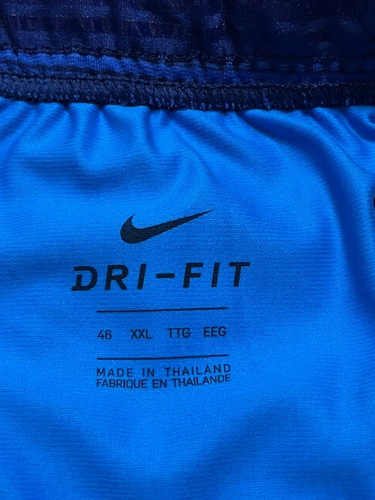 DRI-FIT
46 XXL TTG EEG
MADE IN THAILAND
FABRIQUE EN THAILANDE